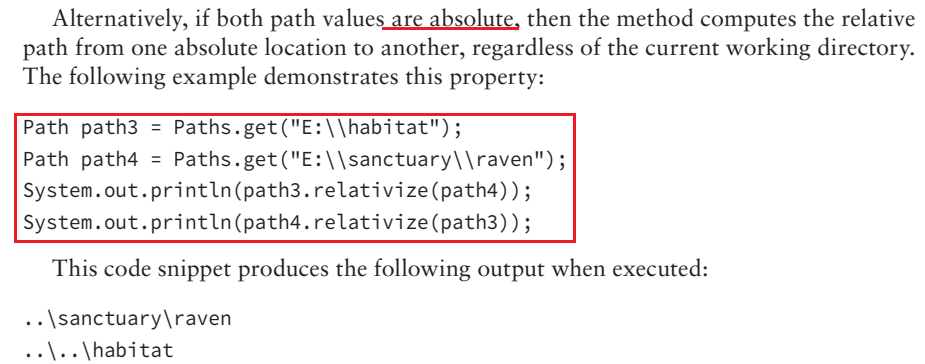 Alternatively, if both path values are absolute, then the method computes the relative
path from one absolute location to another, regardless of the current working directory.
The following example demonstrates this property:
Path path3 = Paths.get("E:\\habitat");
Path path4 = Paths.get("E:\\sanctuary\\raven");
System.out.println(path3.relativize(path4));
System.out.println(path4.relativize(path3));
This code snippet produces the following output when executed:
..\sanctuary\raven
..\..\habitat